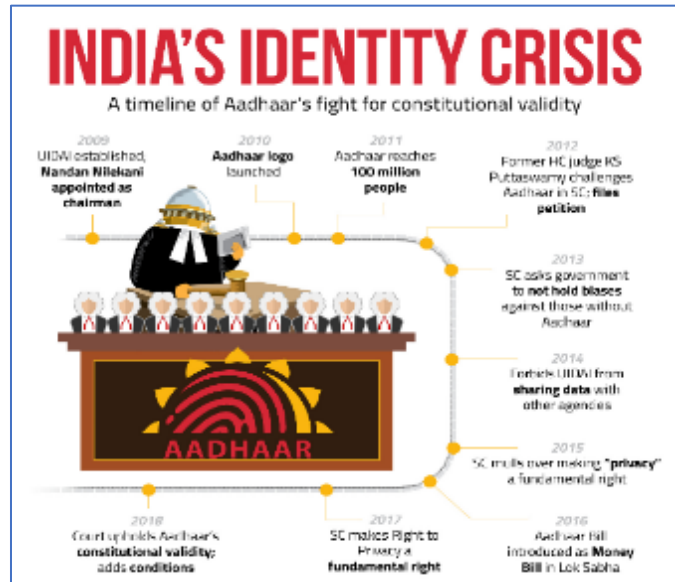 INDIA'S IDENTITY CRISIS
A timeline of Aadhaar's fight for constitutional validity
2009
UIDAI established,
Nandan Nilekani
appointed as
chairman
2010
Aadhaar logo
launched
2011
Aadhaar reaches
100 million
people
2012
Former HC judge KS
Puttaswamy challenges
Aadhaar in SC; files
petition
2013
SC asks government
to not hold biases
against those without
Aadhaar
2014
Forbids UIDAI from
sharing data with
other agencies
2015
SC mulls over making "privacy"
a fundamental right
2016
Aadhaar Bill
introduced as Money
Bill in Lok Sabha
2017
SC makes Right to
Privacy a
fundamental right
2018
Court upholds Aadhaar's
constitutional validity;
adds conditions
AADHAAR